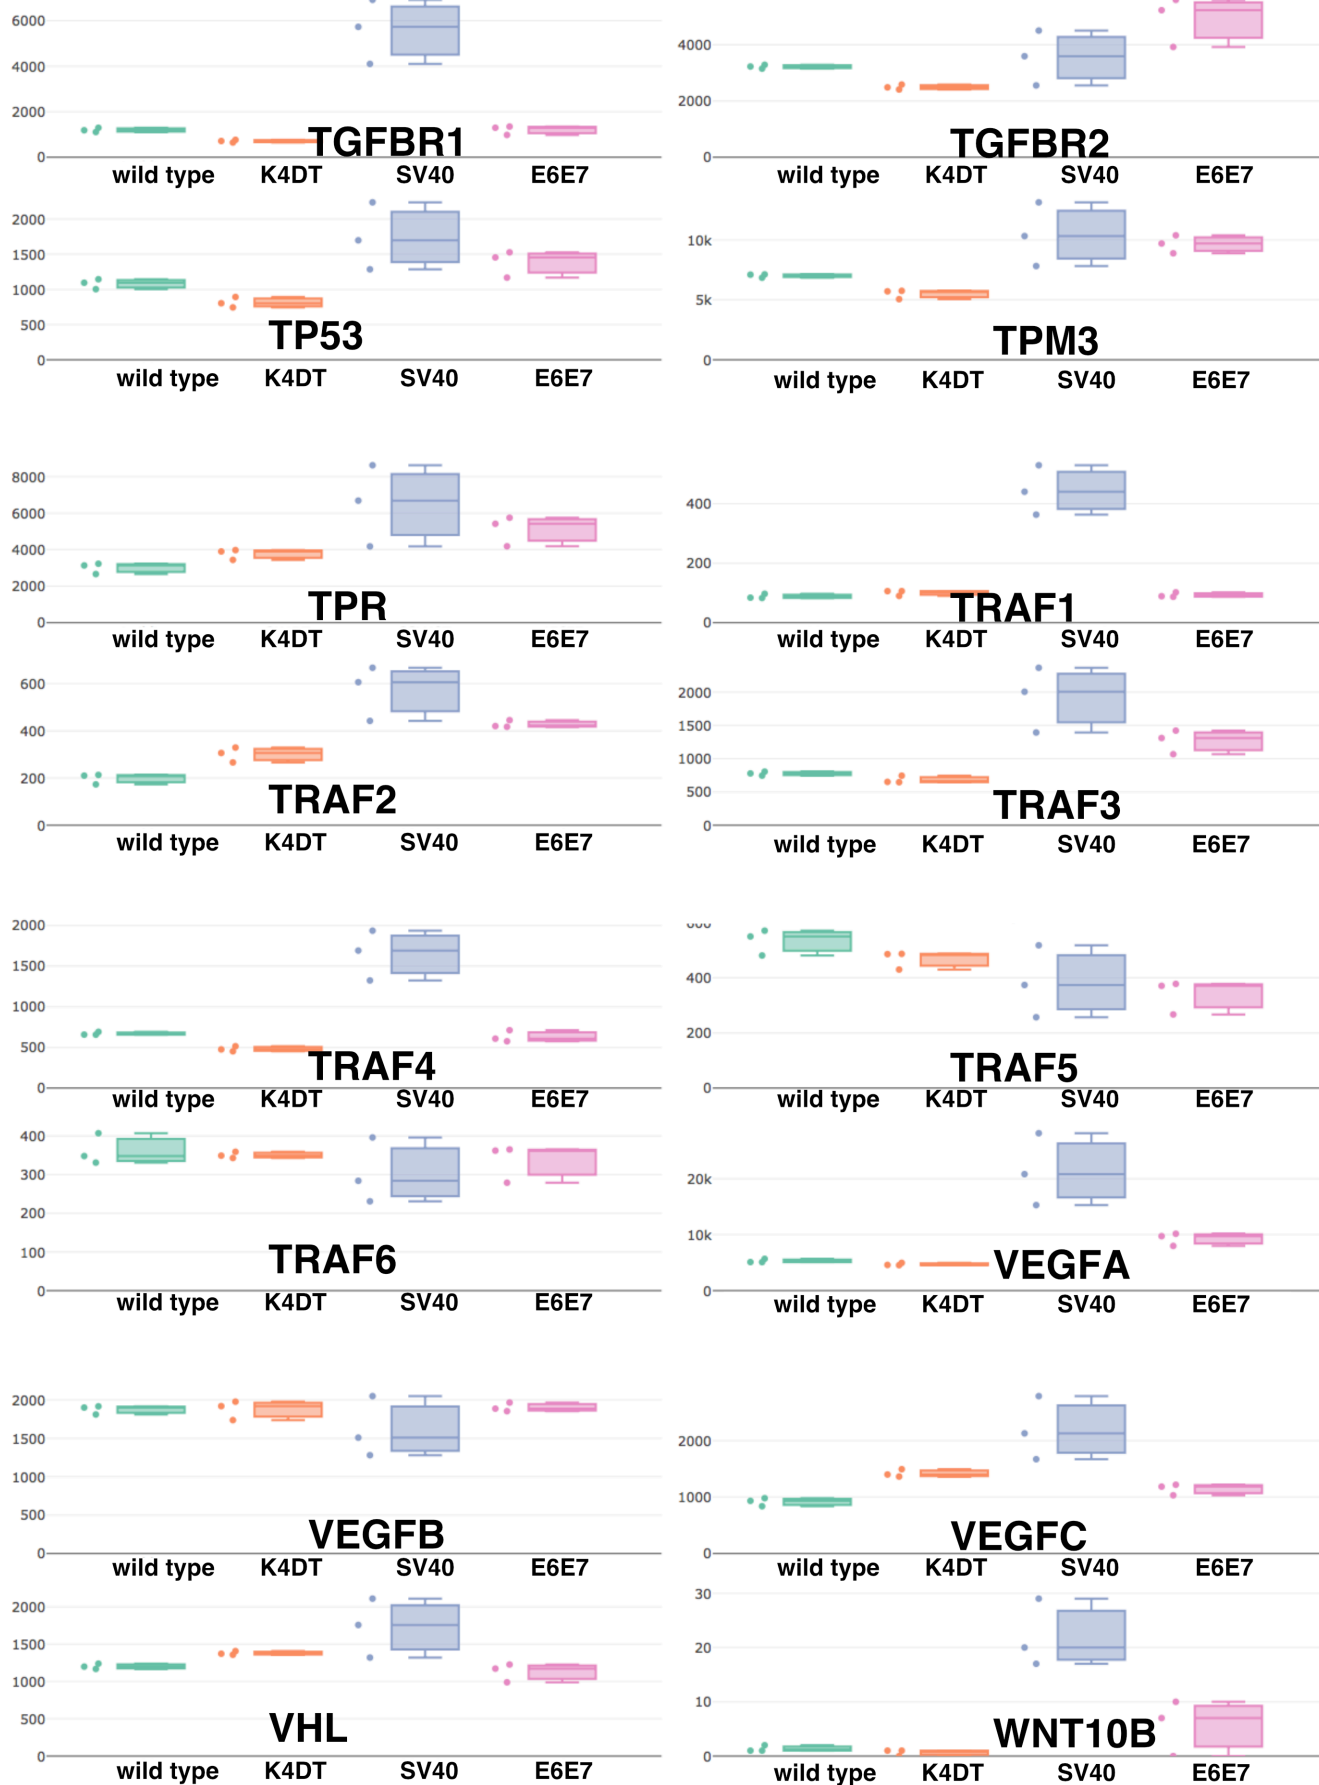 6000
4000
2000
0
TGFBR1
wild type K4DT SV40 E6E7
4000
2000
0
TGFBR2
wild type K4DT SV40 E6E7
2000
1500
1000
500
0
TP53
wild type K4DT SV40 E6E7
10k
5k
0
TPM3
wild type K4DT SV40 E6E7
8000
6000
4000
2000
0
TPR
wild type K4DT SV40 E6E7
400
200
0
TRAF1
wild type K4DT SV40 E6E7
600
400
200
0
TRAF2
wild type K4DT SV40 E6E7
2000
1500
1000
500
0
TRAF3
wild type K4DT SV40 E6E7
2000
1500
1000
500
0
TRAF4
wild type K4DT SV40 E6E7
600
400
200
0
TRAF5
wild type K4DT SV40 E6E7
400
300
200
100
0
TRAF6
wild type K4DT SV40 E6E7
20k
10k
0
VEGFA
wild type K4DT SV40 E6E7
2000
1500
1000
500
0
VEGFB
wild type K4DT SV40 E6E7
2000
1000
0
VEGFC
wild type K4DT SV40 E6E7
2000
1500
1000
500
0
VHL
wild type K4DT SV40 E6E7
30
20
10
0
WNT10B
wild type K4DT SV40 E6E7